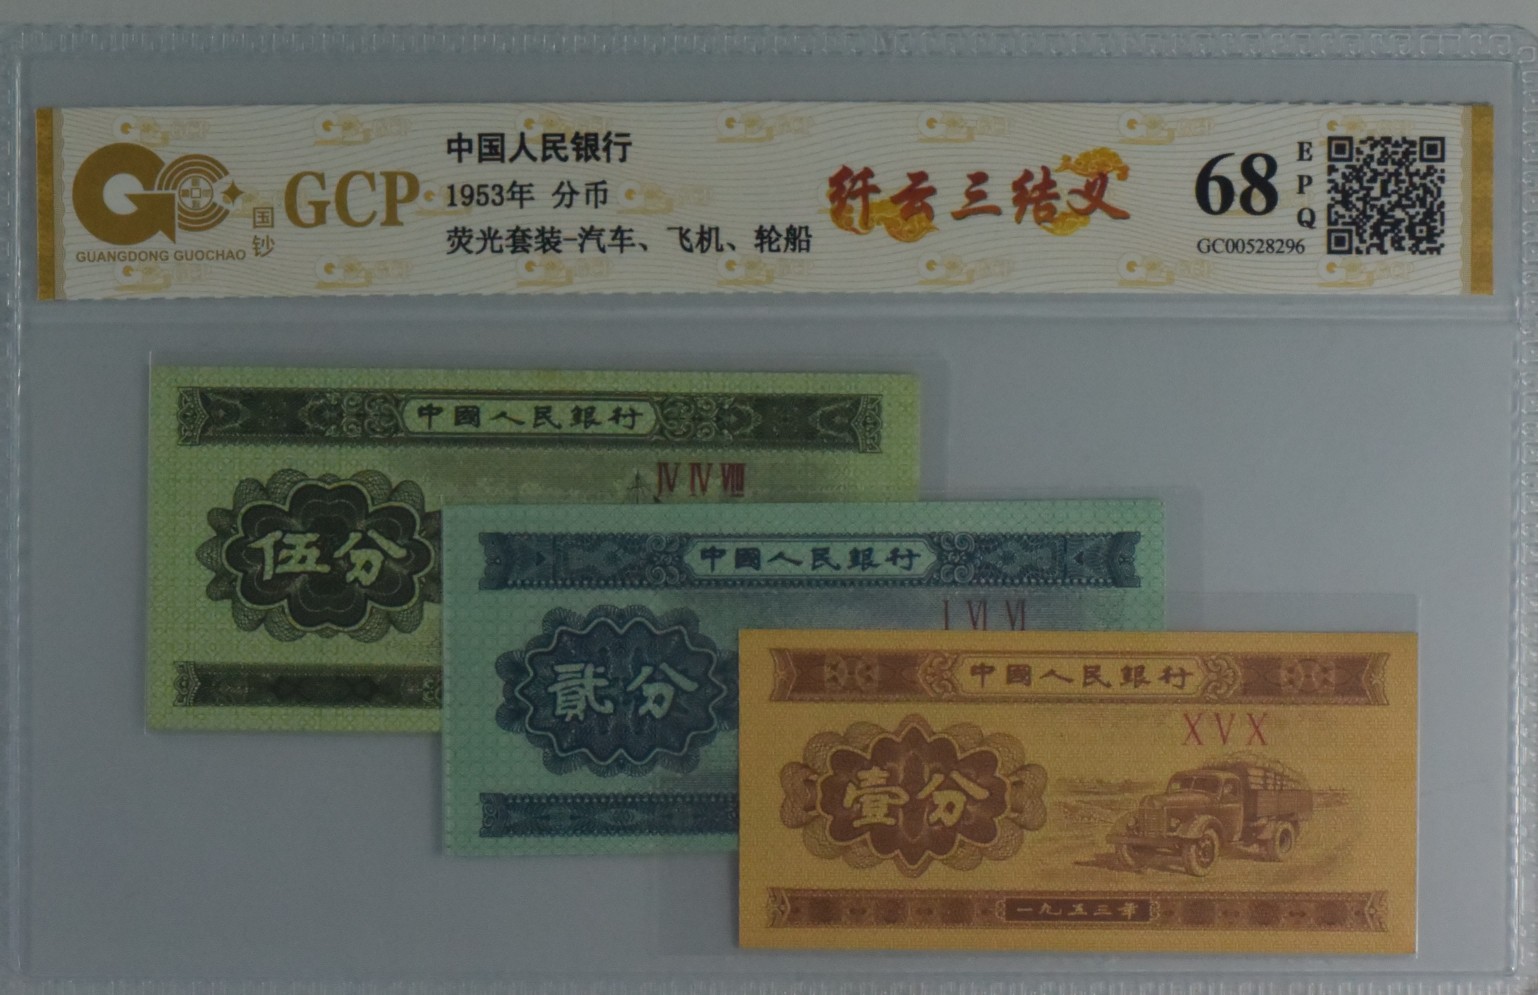 GUANGDONG GUOCHAO
国钞
GCP
中国人民银行
1953年 分币
荧光套装-汽车、飞机、轮船
纤云三结义
68
EPQ
GC00528296
中國人民銀行
IV IV VIII
伍分
中國人民銀行
I VI VI
貳分
中國人民銀行
X V X
壹分
一九五三年